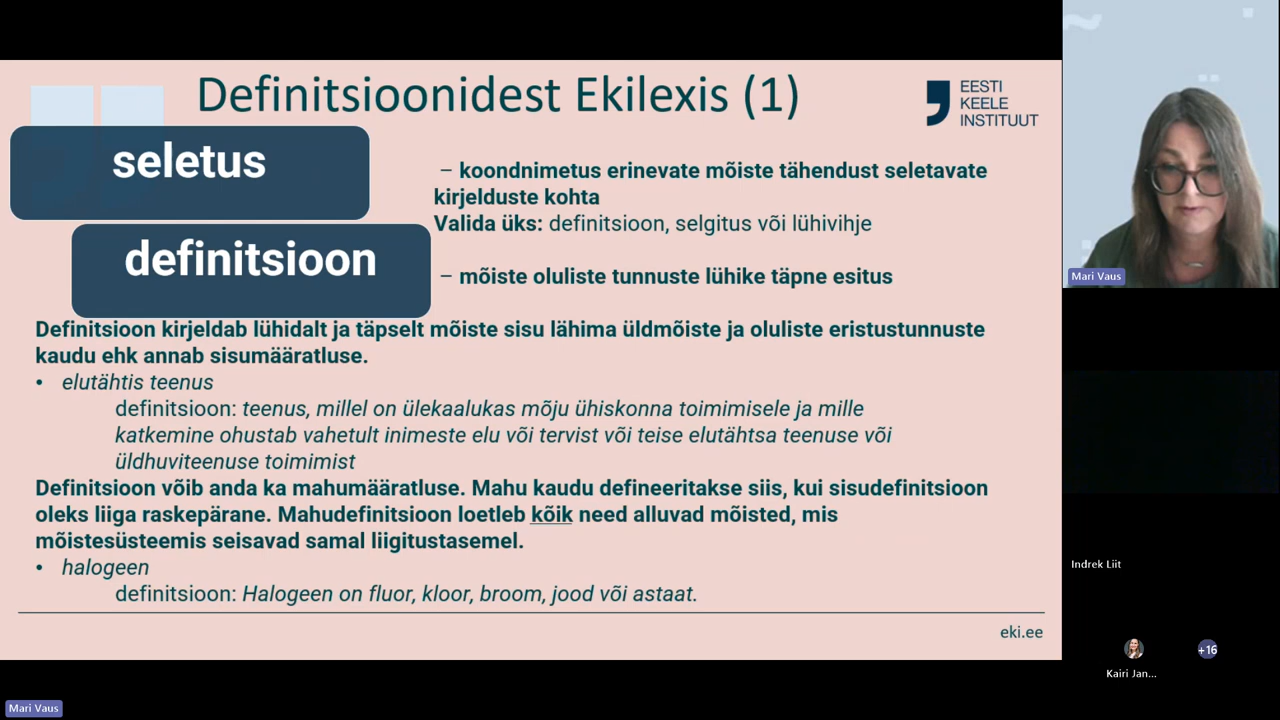 Definitsioonidest Ekilexis (1)
EESTI
KEELE
INSTITUUT
seletus
– koondnimetus erinevate mõiste tähendust seletavate
kirjelduste kohta
Valida üks: definitsioon, selgitus või lühivihje
definitsioon
– mõiste oluliste tunnuste lühike täpne esitus
Definitsioon kirjeldab lühidalt ja täpselt mõiste sisu lähima üldmõiste ja oluliste eristustunnuste
kaudu ehk annab sisumääratluse.
• elutähtis teenus
definitsioon: teenus, millel on ülekaalukas mõju ühiskonna toimimisele ja mille
katkemine ohustab vahetult inimeste elu või tervist või teise elutähtsa teenuse või
üldhuviteenuse toimimist
Definitsioon võib anda ka mahumääratluse. Mahu kaudu defineeritakse siis, kui sisudefinitsioon
oleks liiga raskepärane. Mahudefinitsioon loetleb kõik need alluvad mõisted, mis
mõistesüsteemis seisavad samal liigitustasemel.
• halogeen
definitsioon: Halogeen on fluor, kloor, broom, jood või astaat.
eki.ee
Mari Vaus
Mari Vaus
Indrek Liit
Kairi Jan...
+16